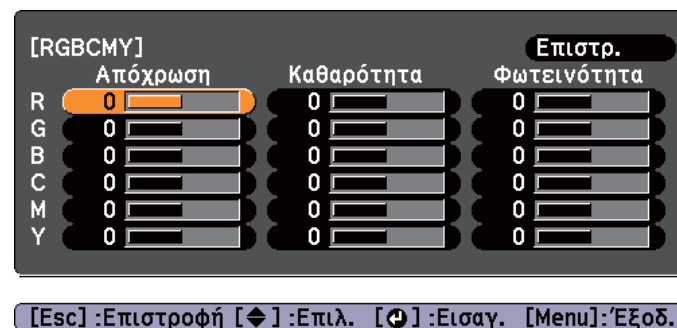 [RGBCMY] Επιστρ.
Απόχρωση Καθαρότητα Φωτεινότητα
R 0 0 0
G 0 0 0
B 0 0 0
C 0 0 0
M 0 0 0
Y 0 0 0
[Esc] :Επιστροφή [◆] :Επιλ. [⏎] :Εισαγ. [Menu]:Έξοδ.